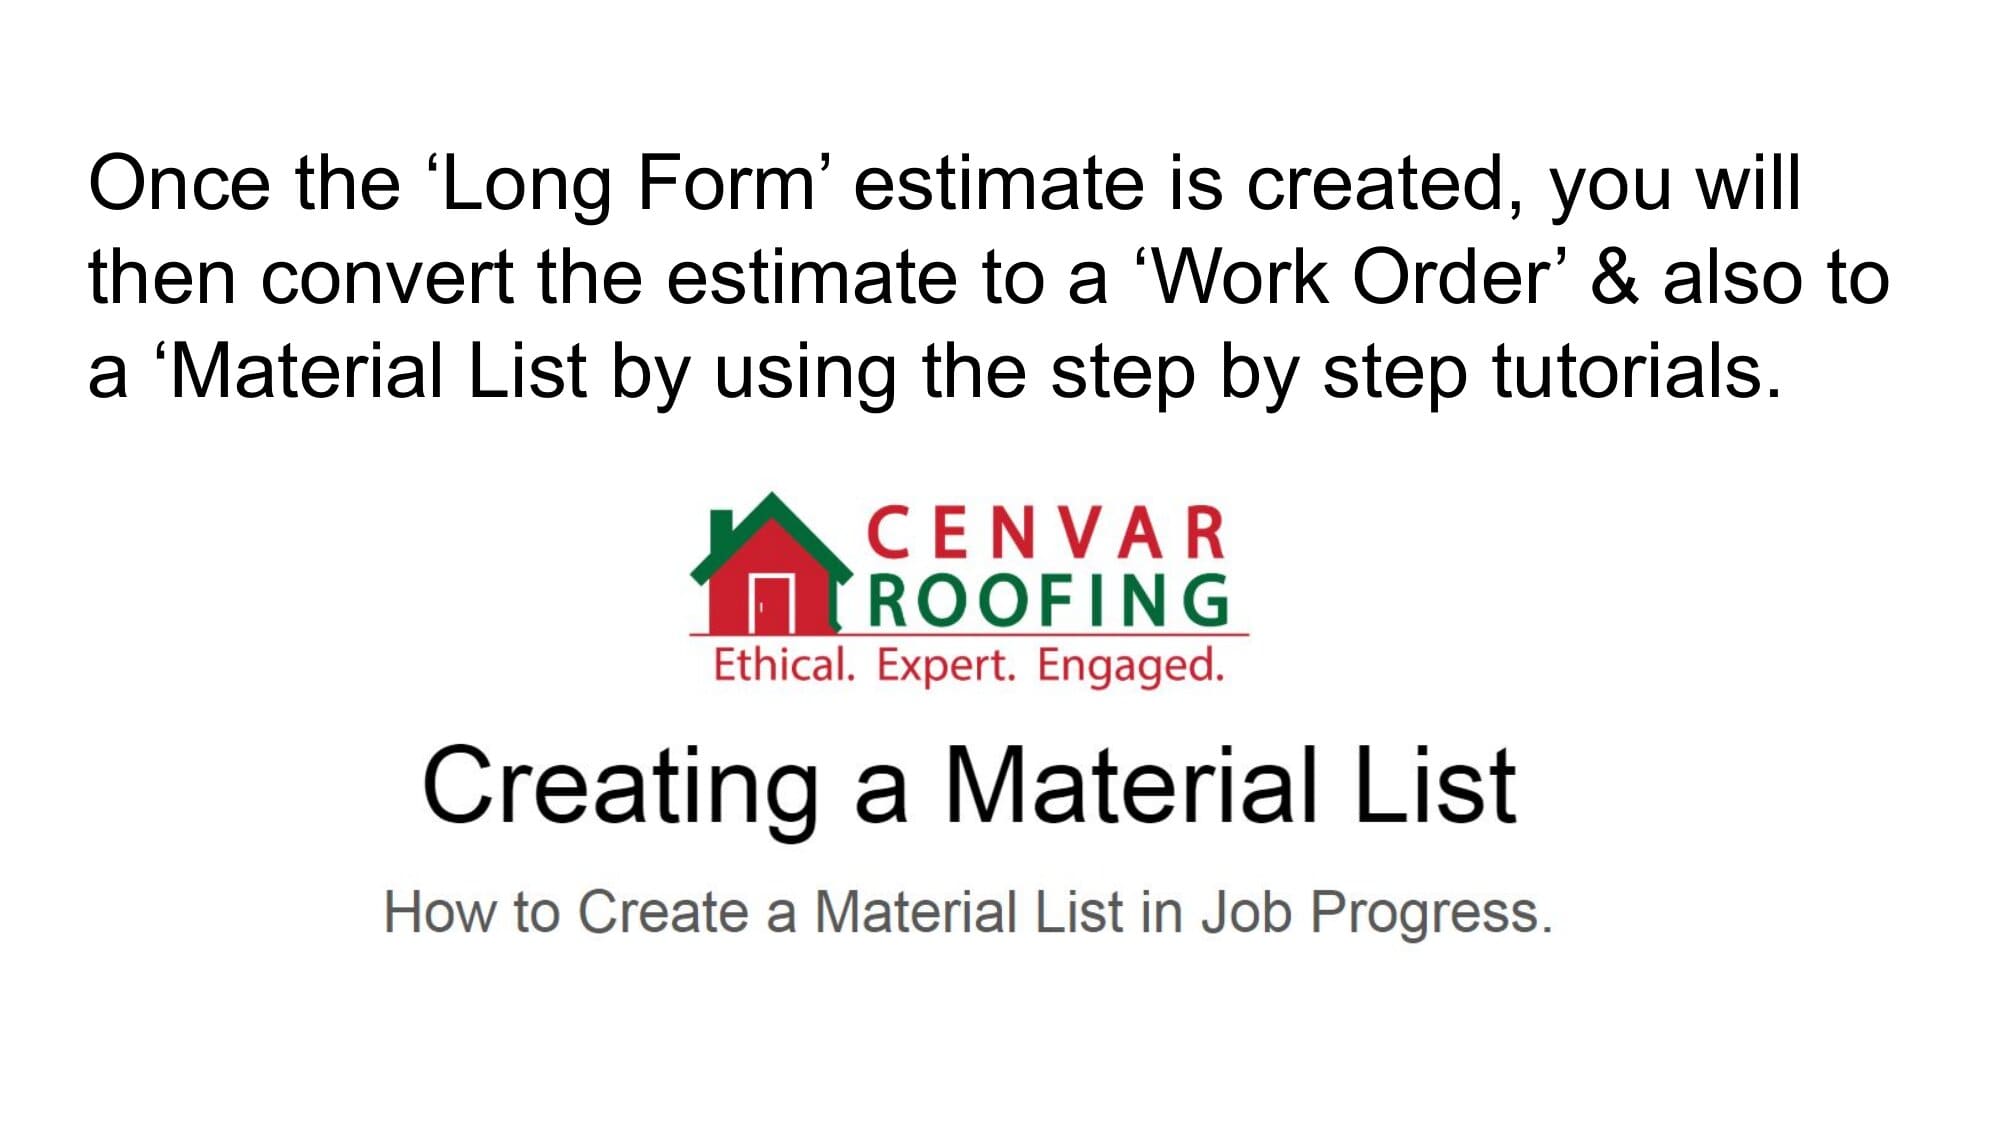 Once the ‘Long Form’ estimate is created, you will
then convert the estimate to a ‘Work Order’ & also to
a ‘Material List by using the step by step tutorials.
CENVAR
ROOFING
Ethical. Expert. Engaged.
Creating a Material List
How to Create a Material List in Job Progress.